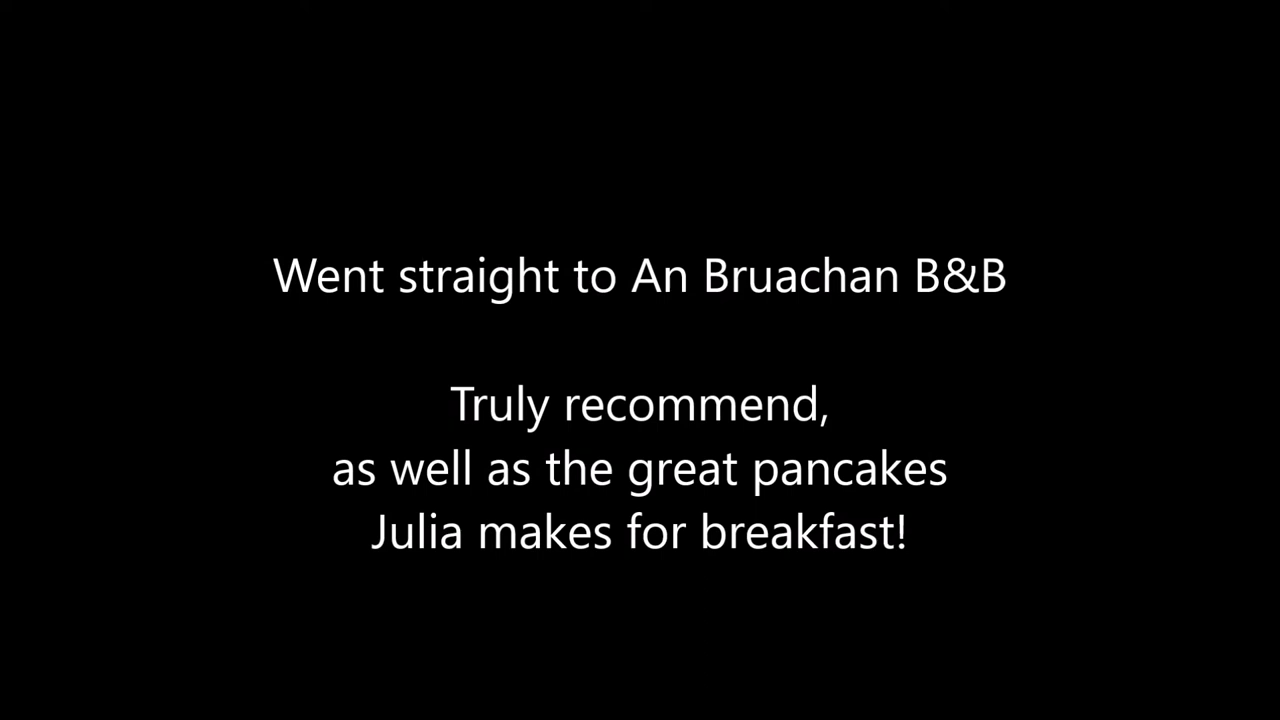 Went straight to An Bruachan B&B
Truly recommend,
as well as the great pancakes
Julia makes for breakfast!